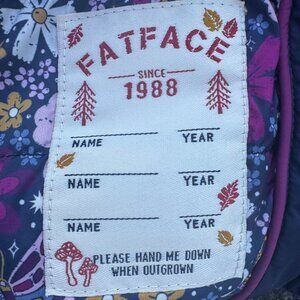 FATFACE
SINCE
1988
NAME YEAR
NAME YEAR
NAME YEAR
PLEASE HAND ME DOWN
WHEN OUTGROWN